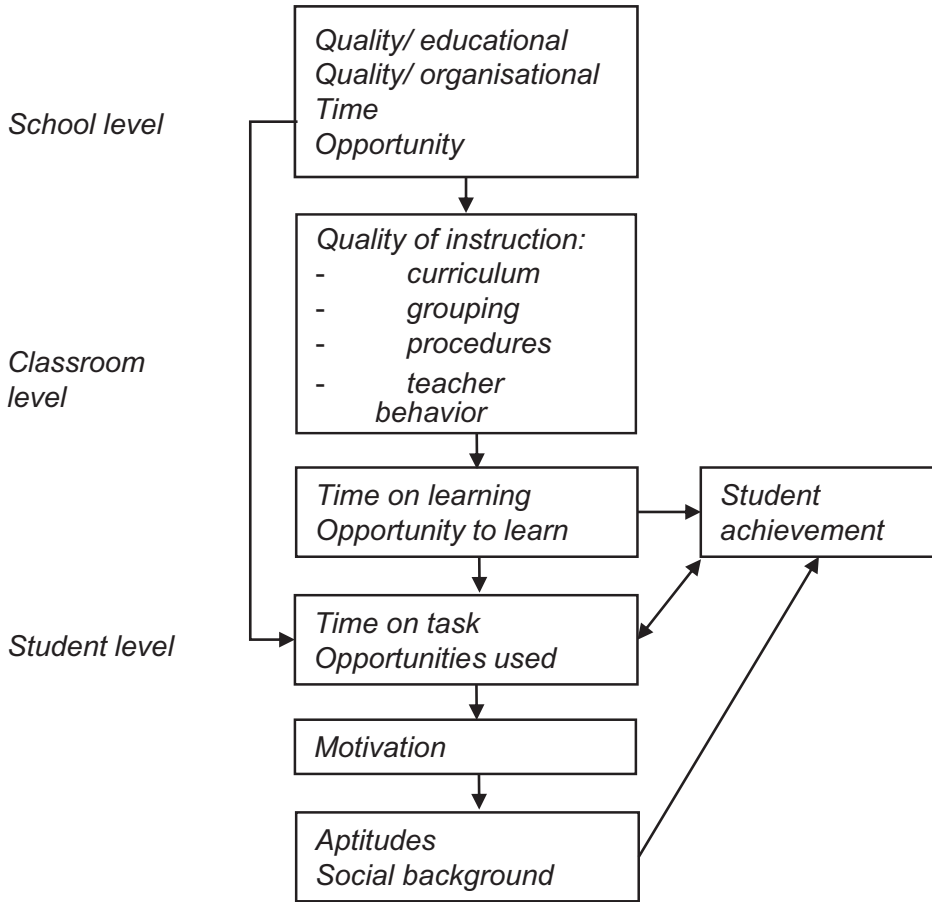 Quality/ educational
Quality/ organisational
Time
Opportunity
School level
Quality of instruction:
- curriculum
- grouping
- procedures
- teacher
behavior
Classroom
level
Time on learning
Opportunity to learn
Student
achievement
Time on task
Opportunities used
Student level
Motivation
Aptitudes
Social background